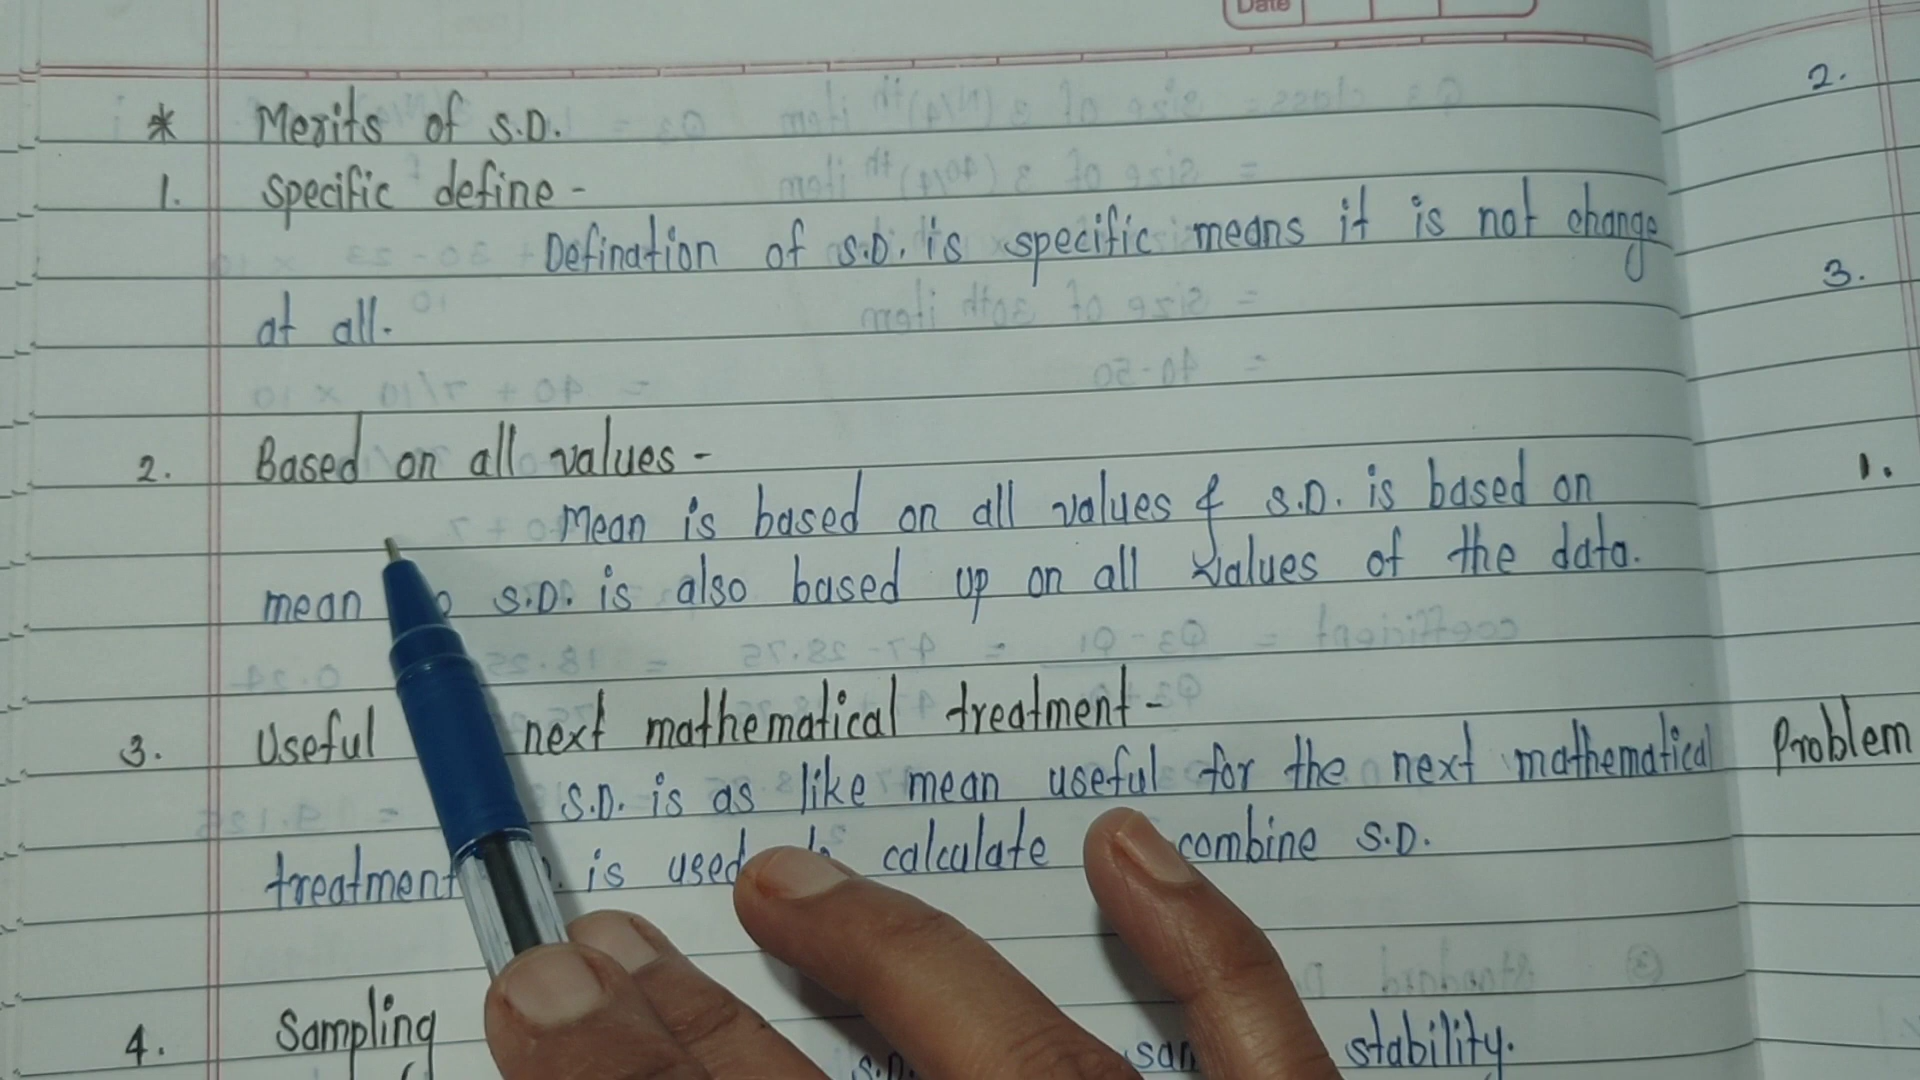 Date
* Merits of S.D.
1. Specific define -
Defination of S.D. is specific means it is not change
at all.
2. Based on all values -
Mean is based on all values & S.D. is based on
mean S.D. is also based up on all values of the data.
3. Useful next mathematical treatment -
S.D. is as like mean useful for the next mathematical
treatment is used calculate combine S.D.
4. Sampling
S.D. stability.
2.
3.
1.
Problem